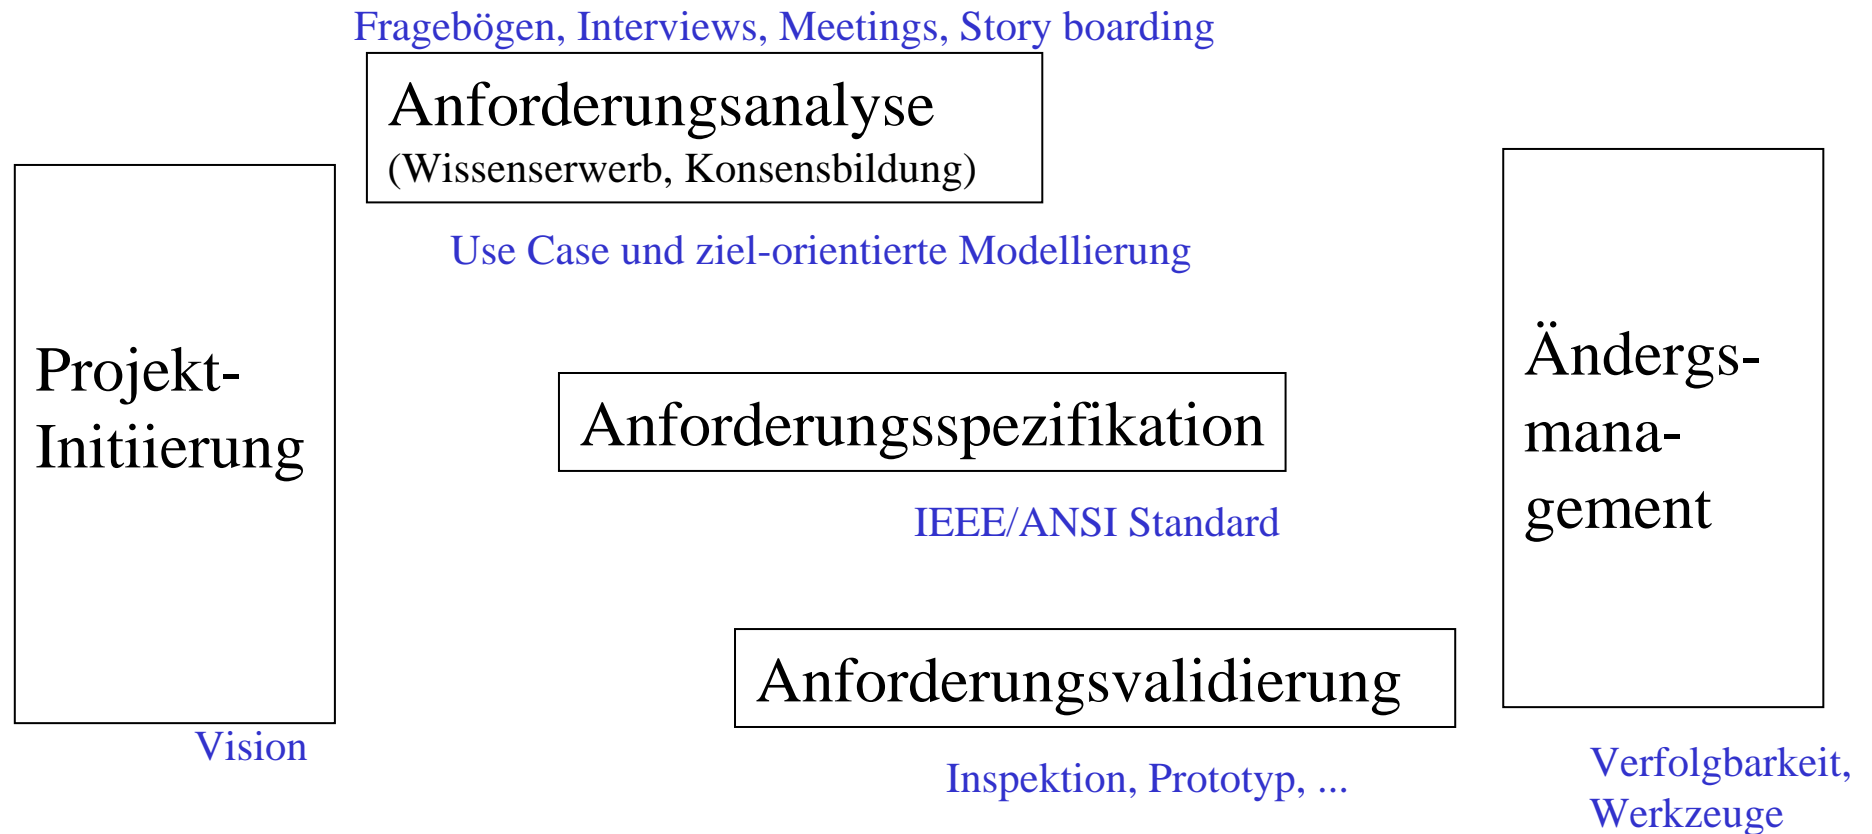 Fragebögen, Interviews, Meetings, Story boarding
Anforderungsanalyse
(Wissenserwerb, Konsensbildung)
Use Case und ziel-orientierte Modellierung
Projekt-
Initiierung
Vision
Anforderungsspezifikation
IEEE/ANSI Standard
Anforderungsvalidierung
Inspektion, Prototyp, ...
Ändergs-
mana-
gement
Verfolgbarkeit,
Werkzeuge